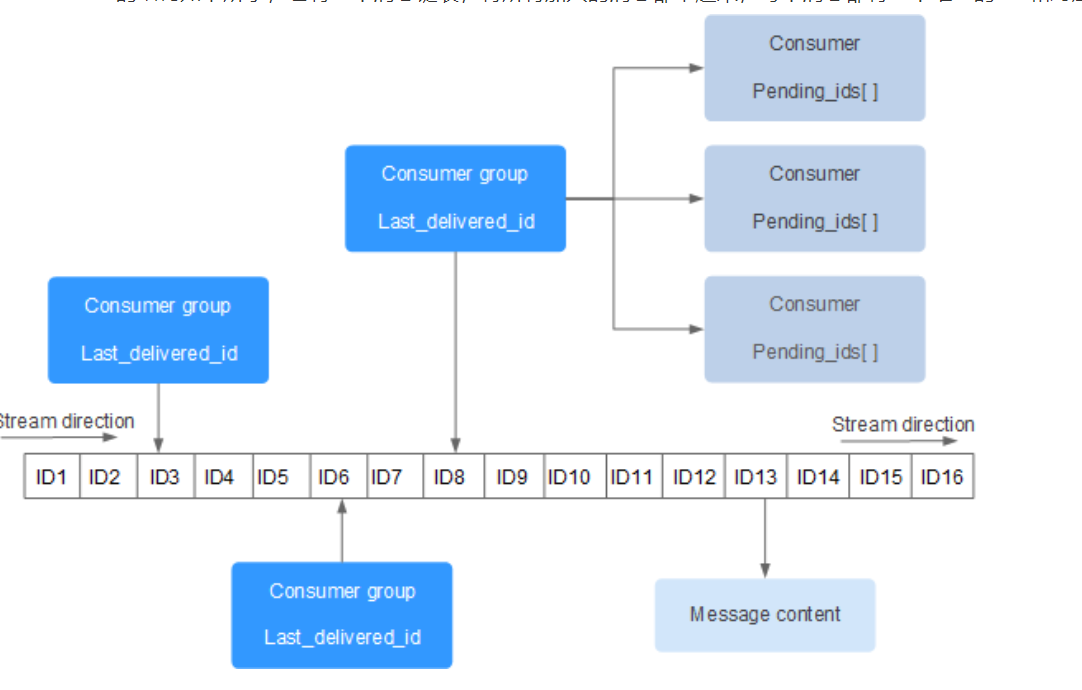 Consumer
Pending_ids[ ]
Consumer group
Last_delivered_id
Consumer
Pending_ids[ ]
Consumer group
Last_delivered_id
Consumer
Pending_ids[ ]
Stream direction
Stream direction
ID1 ID2 ID3 ID4 ID5 ID6 ID7 ID8 ID9 ID10 ID11 ID12 ID13 ID14 ID15 ID16
Consumer group
Last_delivered_id
Message content